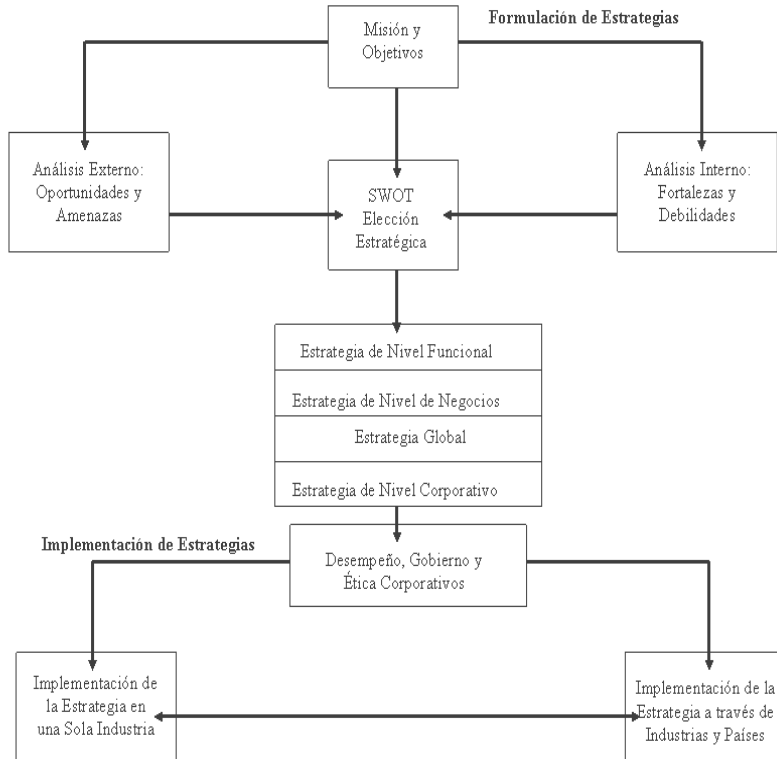 Formulación de Estrategias
Misión y
Objetivos
Análisis Externo:
Oportunidades y
Amenazas
SWOT
Elección
Estratégica
Análisis Interno:
Fortalezas y
Debilidades
Estrategia de Nivel Funcional
Estrategia de Nivel de Negocios
Estrategia Global
Estrategia de Nivel Corporativo
Implementación de Estrategias
Desempeño, Gobierno y
Ética Corporativos
Implementación de
la Estrategia en
una Sola Industria
Implementación de la
Estrategia a través de
Industrias y Países